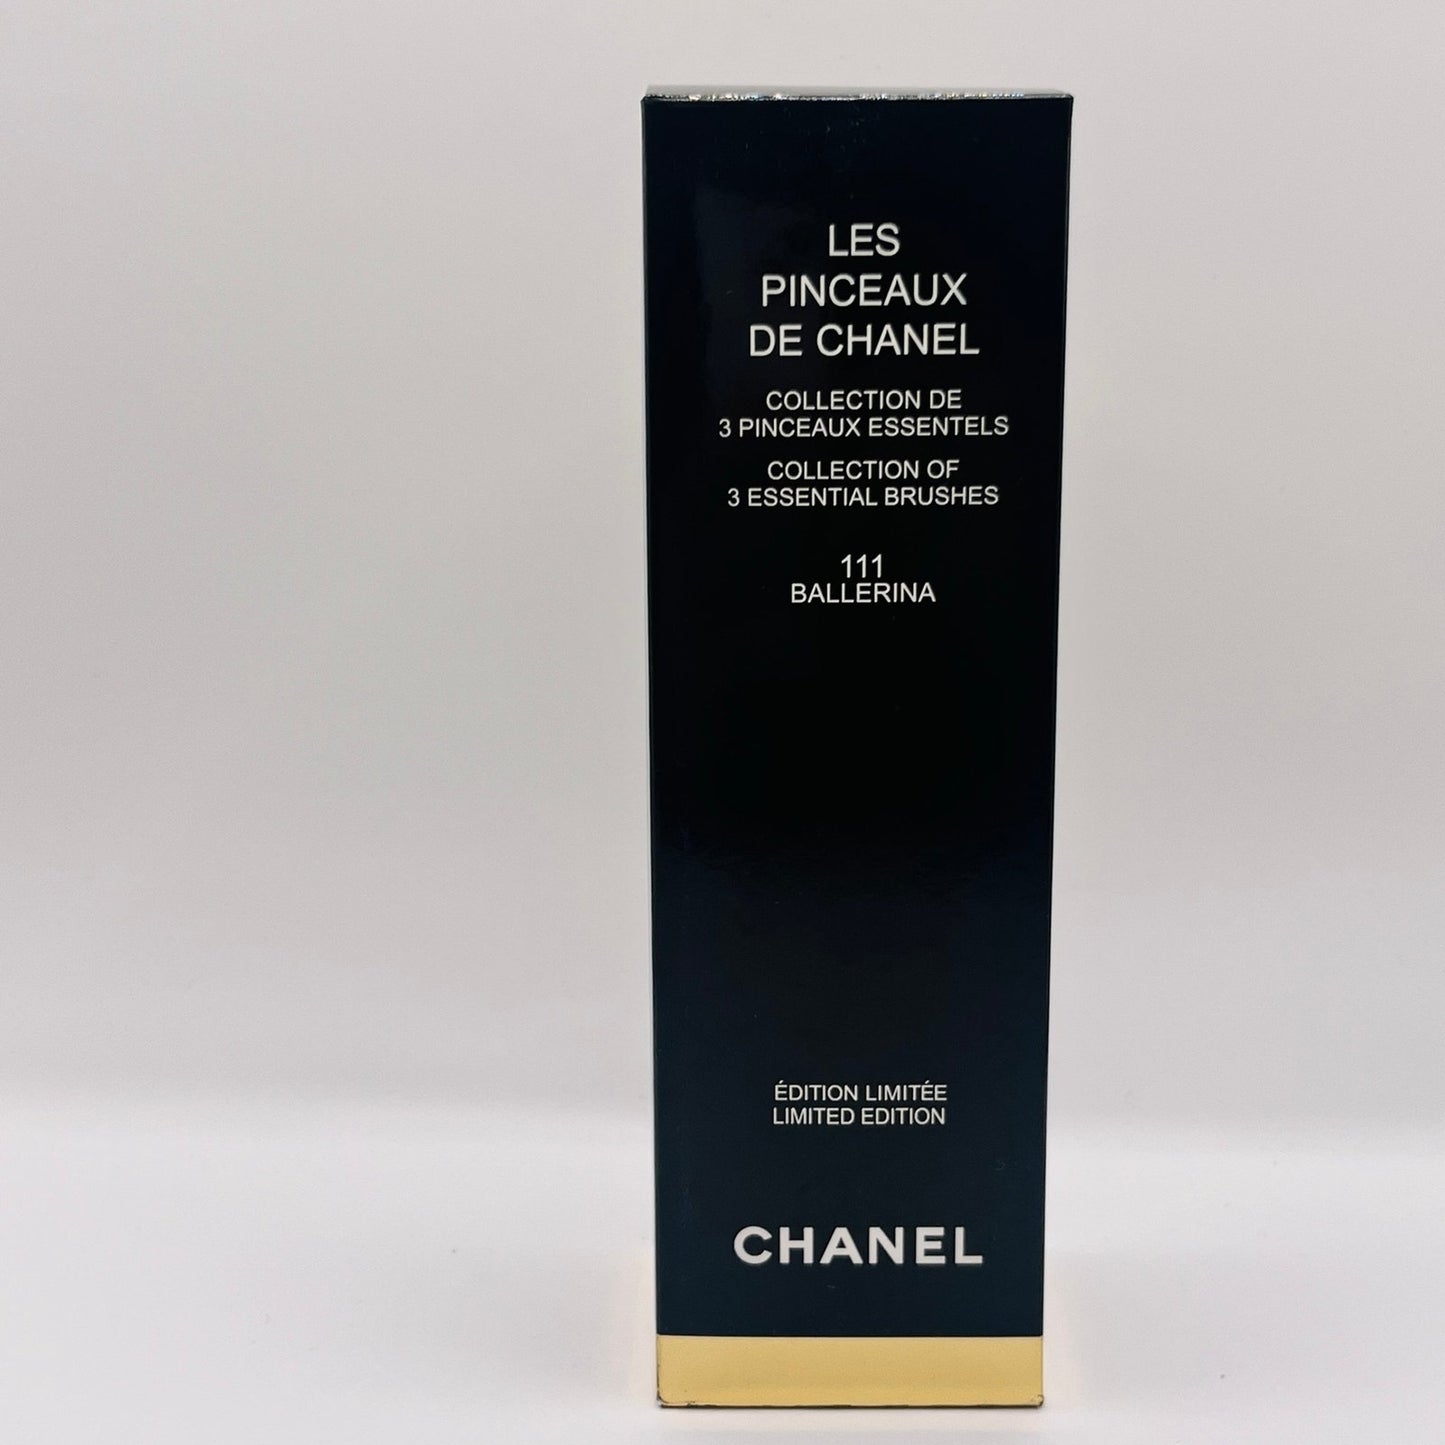 LES
PINCEAUX
DE CHANEL
COLLECTION DE
3 PINCEAUX ESSENTELS
COLLECTION OF
3 ESSENTIAL BRUSHES
111
BALLERINA
ÉDITION LIMITÉE
LIMITED EDITION
CHANEL